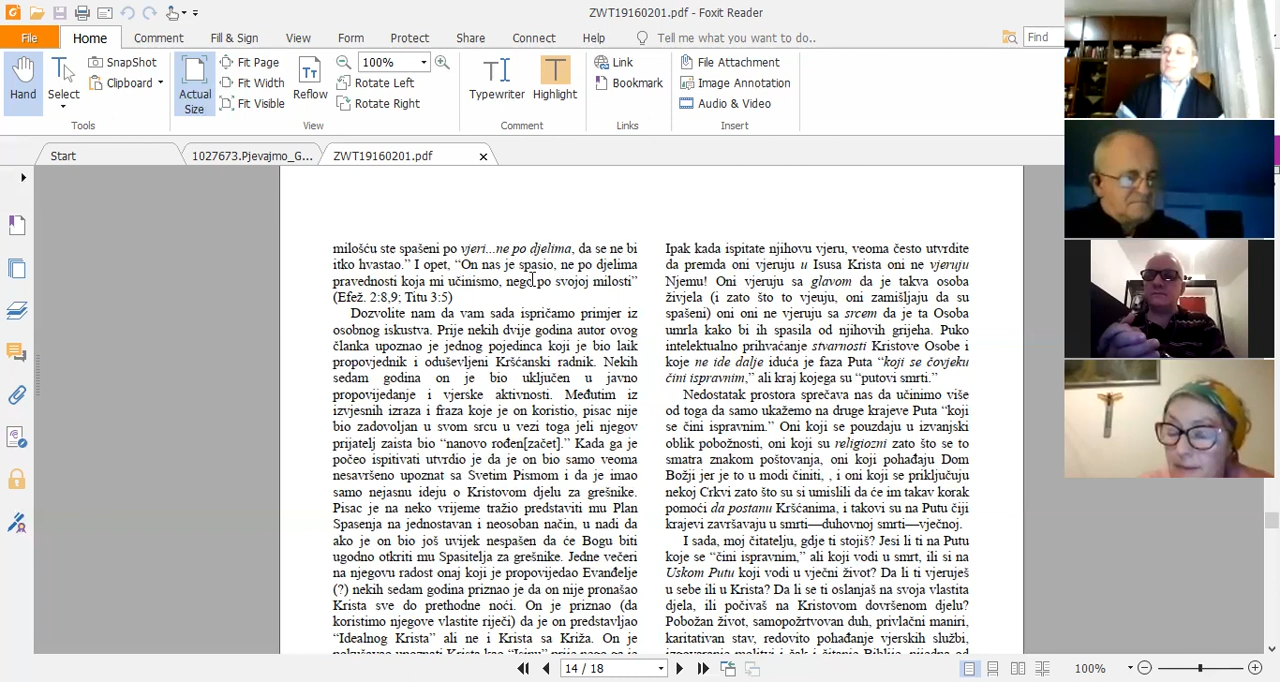 ZWT19160201.pdf - Foxit Reader
File Home Comment Fill & Sign View Form Protect Share Connect Help Tell me what you want to do.. Find
Hand
Select
SnapShot
Clipboard
Actual
Size
Fit Page
Fit Width
Fit Visible
Reflow
100%
Rotate Left
Rotate Right
Typewriter
Highlight
Link
Bookmark
File Attachment
Image Annotation
Audio & Video
Tools View Comment Links Insert
Start 1027673.Pjevajmo_G... ZWT19160201.pdf
milošću ste spašeni po vjeri...ne po djelima, da se ne bi
itko hvastao.” I opet, “On nas je spasio, ne po djelima
pravednosti koja mi učinismo, nego po svojoj milosti”
(Efež. 2:8,9; Titu 3:5)
Dozvolite nam da vam sada ispričamo primjer iz
osobnog iskustva. Prije nekih dvije godina autor ovog
članka upoznao je jednog pojedinca koji je bio laik
propovjednik i oduševljeni Kršćanski radnik. Nekih
sedam godina on je bio uključen u javno
propovijedanje i vjerske aktivnosti. Međutim iz
izvjesnih izraza i fraza koje je on koristio, pisac nije
bio zadovoljan u svom srcu u vezi toga jeli njegov
prijatelj zaista bio “nanovo rođen[začet].” Kada ga je
počeo ispitivati utvrdio je da je on bio samo veoma
nesavršeno upoznat sa Svetim Pismom i da je imao
samo nejasnu ideju o Kristovom djelu za grešnike.
Pisac je na neko vrijeme tražio predstaviti mu Plan
Spasenja na jednostavan i neosoban način, u nadi da
ako je on bio još uvijek nespašen da će Bogu biti
ugodno otkriti mu Spasitelja za grešnike. Jedne večeri
na njegovu radost onaj koji je propovijedao Evanđelje
(?) nekih sedam godina priznao je da on nije pronašao
Krista sve do prethodne noći. On je priznao (da
koristimo njegove vlastite riječi) da je on predstavljao
“Idealnog Krista” ali ne i Krista sa Križa. On je
pokušavao upoznati Krista kao “Isinu” prije nego ga je
Ipak kada ispitate njihovu vjeru, veoma često utvrdite
da premda oni vjeruju u Isusa Krista oni ne vjeruju
Njemu! Oni vjeruju sa glavom da je takva osoba
živjela (i zato što to vjeuju, oni zamišljaju da su
spašeni) oni oni ne vjeruju sa srcem da je ta Osoba
umrla kako bi ih spasila od njihovih grijeha. Puko
intelektualno prihvaćanje stvarnosti Kristove Osobe i
koje ne ide dalje iduća je faza Puta “koji se čovjeku
čini ispravnim,” ali kraj kojega su “putovi smrti.”
Nedostatak prostora sprečava nas da učinimo više
od toga da samo ukažemo na druge krajeve Puta “koji
se čini ispravnim.” Oni koji se pouzdaju u izvanjski
oblik pobožnosti, oni koji su religiozni zato što se to
smatra znakom poštovanja, oni koji pohađaju Dom
Božji jer je to u modi činiti, , i oni koji se priključuju
nekoj Crkvi zato što su si umislili da će im takav korak
pomoći da postanu Kršćanima, i takovi su na Putu čiji
krajevi završavaju u smrti—duhovnoj smrti—vječnoj.
I sada, moj čitatelju, gdje ti stojiš? Jesi li ti na Putu
koje se “čini ispravnim,” ali koji vodi u smrt, ili si na
Uskom Putu koji vodi u vječni život? Da li ti vjeruješ
u sebe ili u Krista? Da li se ti oslanjaš na svoja vlastita
djela, ili počivaš na Kristovom dovršenom djelu?
Pobožan život, samopožrtvovan duh, privlačni maniri,
karitativan stav, redovito pohađanje vjerskih službi,
izgovaranje molitvi i čak i čitanje Biblije, nijedna od
14 / 18
100%